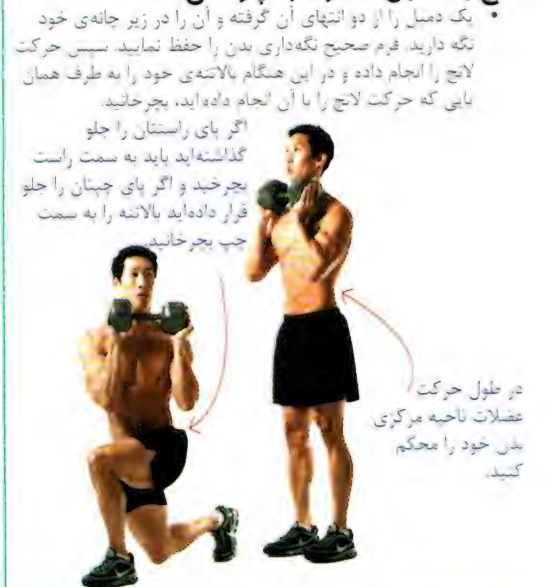 یک دمبل را از دو انتهای آن گرفته و آن را در زیر چانه‌ی خود
نگه دارید. فرم صحیح نگه‌داری بدن را حفظ نمایید. سپس حرکت
لانج را انجام داده و در این هنگام بالاتنه‌ی خود را به طرف همان
پایی که حرکت لانج را با آن انجام داده‌اید، بچرخانید.
اگر پای راستتان را جلو
گذاشته‌اید باید به سمت راست
بچرخید و اگر پای چپتان را جلو
قرار داده‌اید بالاتنه را به سمت
چپ بچرخانید.
در طول حرکت
عضلات ناحیه مرکزی
بدن خود را محکم
کنید.